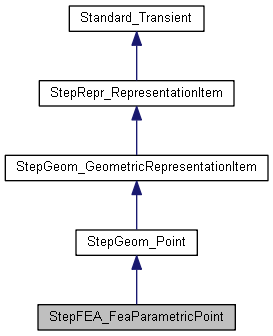 Standard_Transient
StepRepr_RepresentationItem
StepGeom_GeometricRepresentationItem
StepGeom_Point
StepFEA_FeaParametricPoint